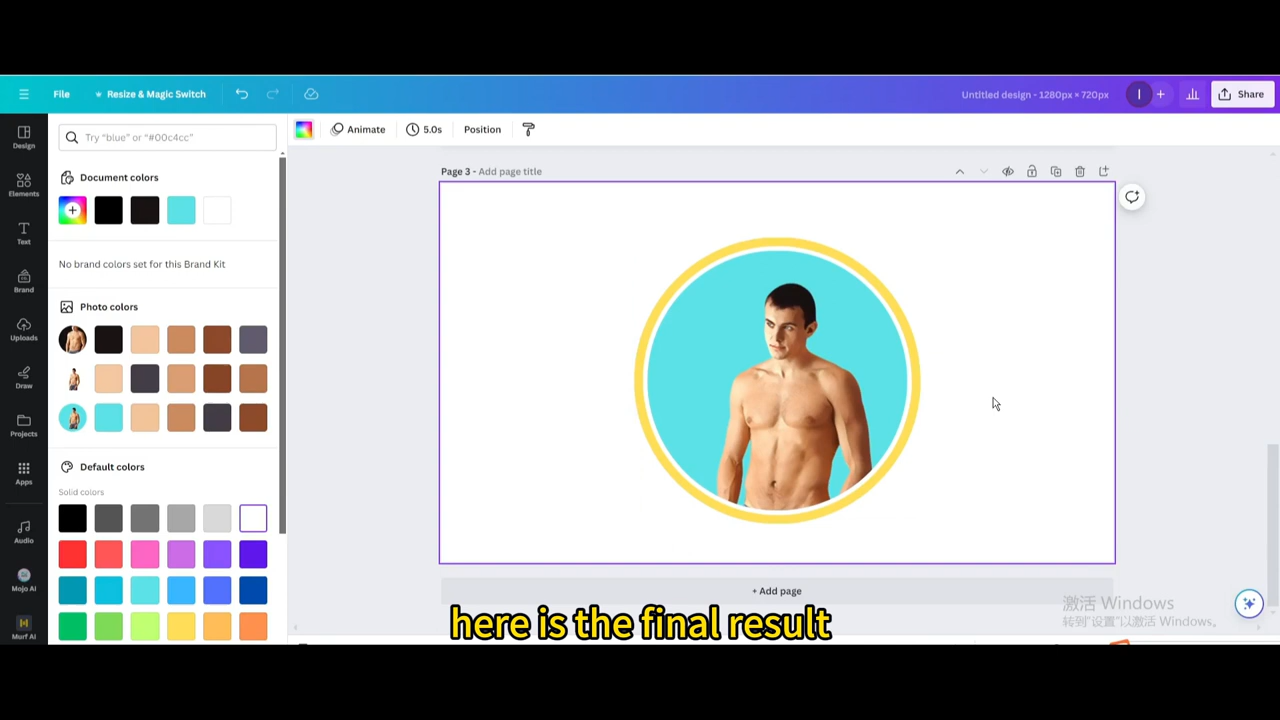 File
Resize & Magic Switch
Untitled design - 1280px × 720px
I
Share
Design
Elements
Text
Brand
Uploads
Draw
Projects
Apps
Audio
Mojo AI
Murf AI
Try "blue" or "#00c4cc"
Document colors
No brand colors set for this Brand Kit
Photo colors
Default colors
Solid colors
Animate
5.0s
Position
Page 3 - Add page title
+ Add page
here is the final result
激活 Windows
转到"设置"以激活 Windows。